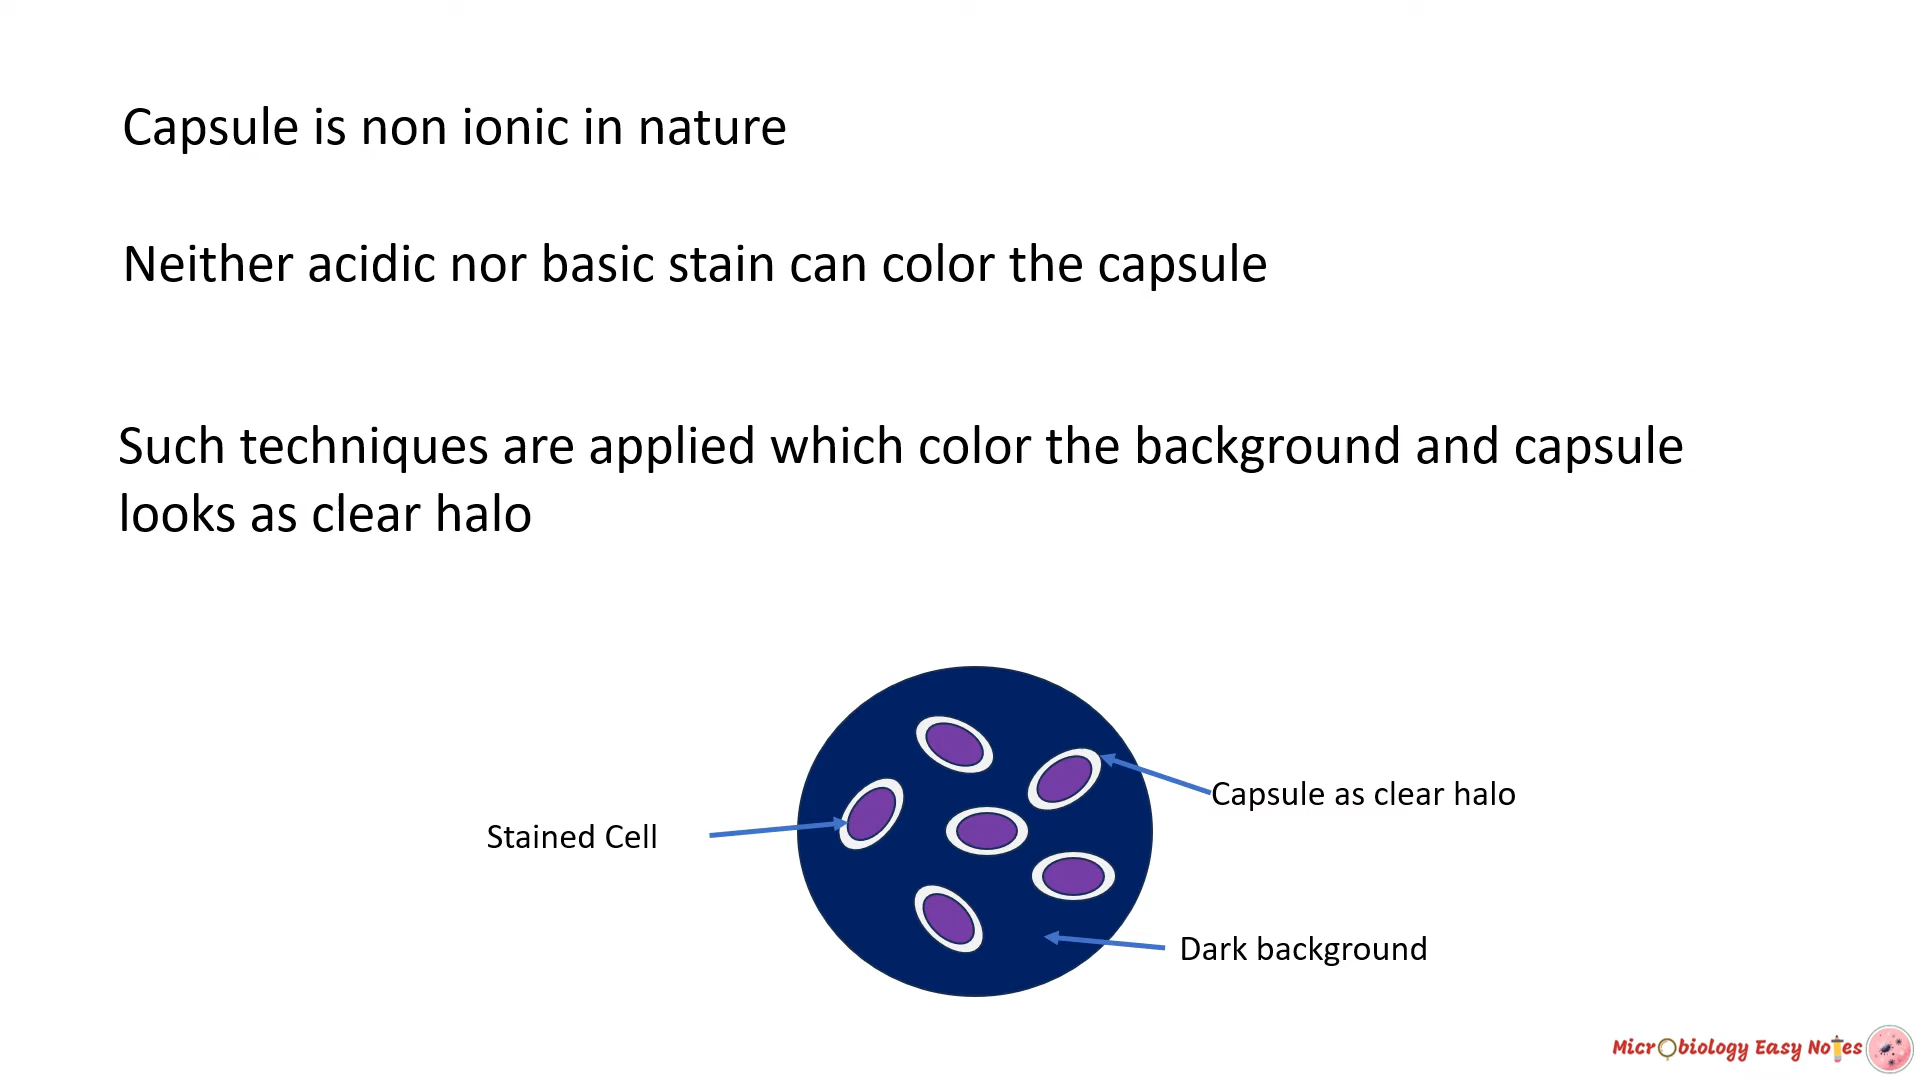 Capsule is non ionic in nature
Neither acidic nor basic stain can color the capsule
Such techniques are applied which color the background and capsule
looks as clear halo
Capsule as clear halo
Stained Cell
Dark background
Microbiology Easy Notes